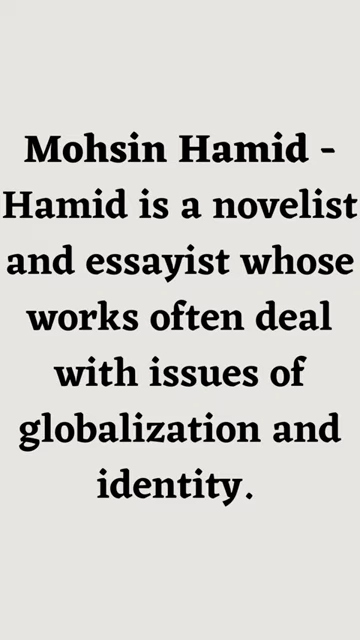 Mohsin Hamid -
Hamid is a novelist
and essayist whose
works often deal
with issues of
globalization and
identity.